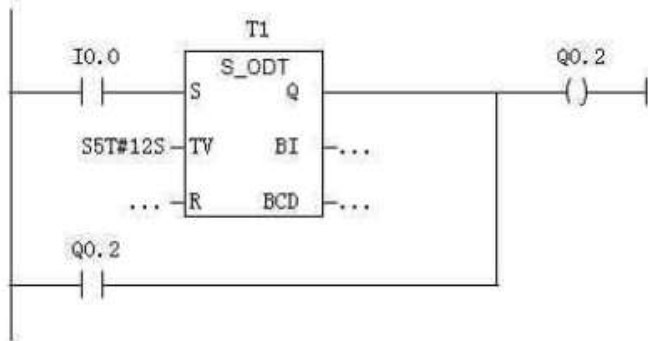 T1
I0.0
S_ODT
Q0.2
S
Q
S5T#12S
TV
BI
...
...
R
BCD
...
Q0.2